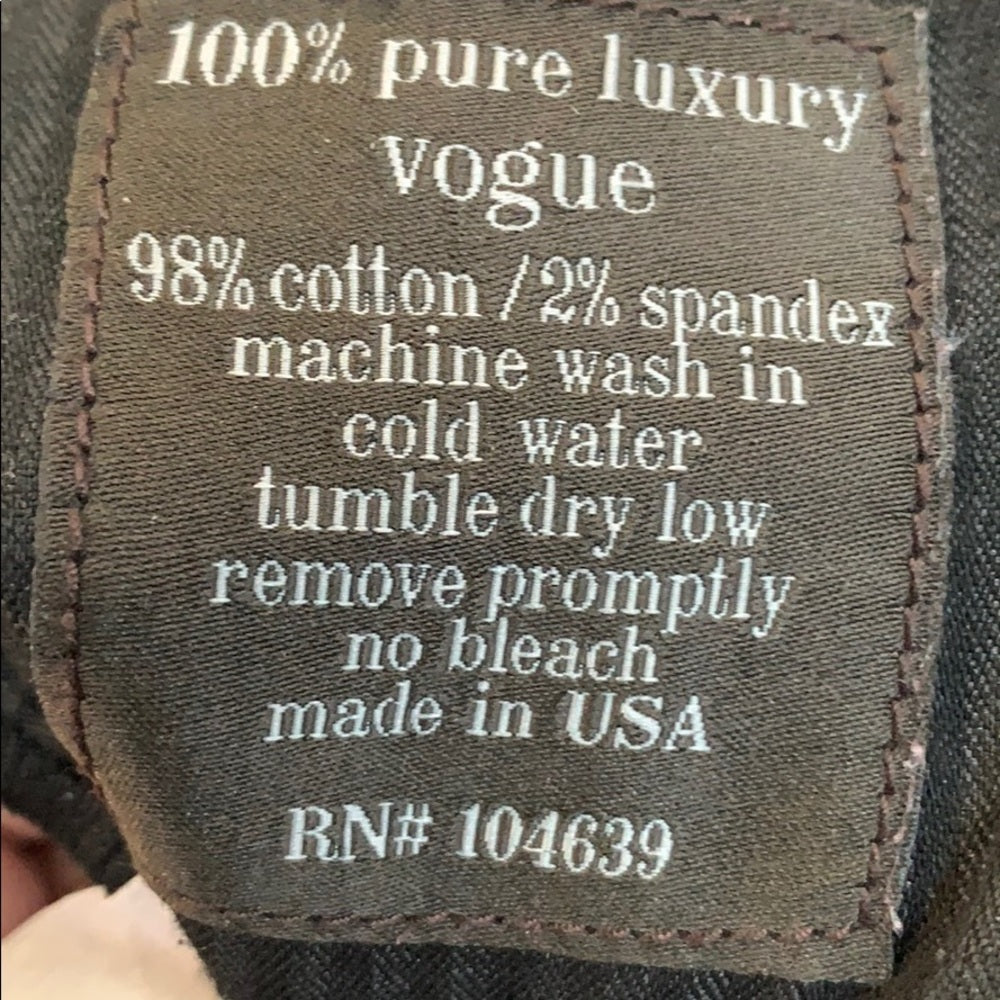 100% pure luxury
vogue
98% cotton / 2% spandex
machine wash in
cold water
tumble dry low
remove promptly
no bleach
made in USA
RN# 104639